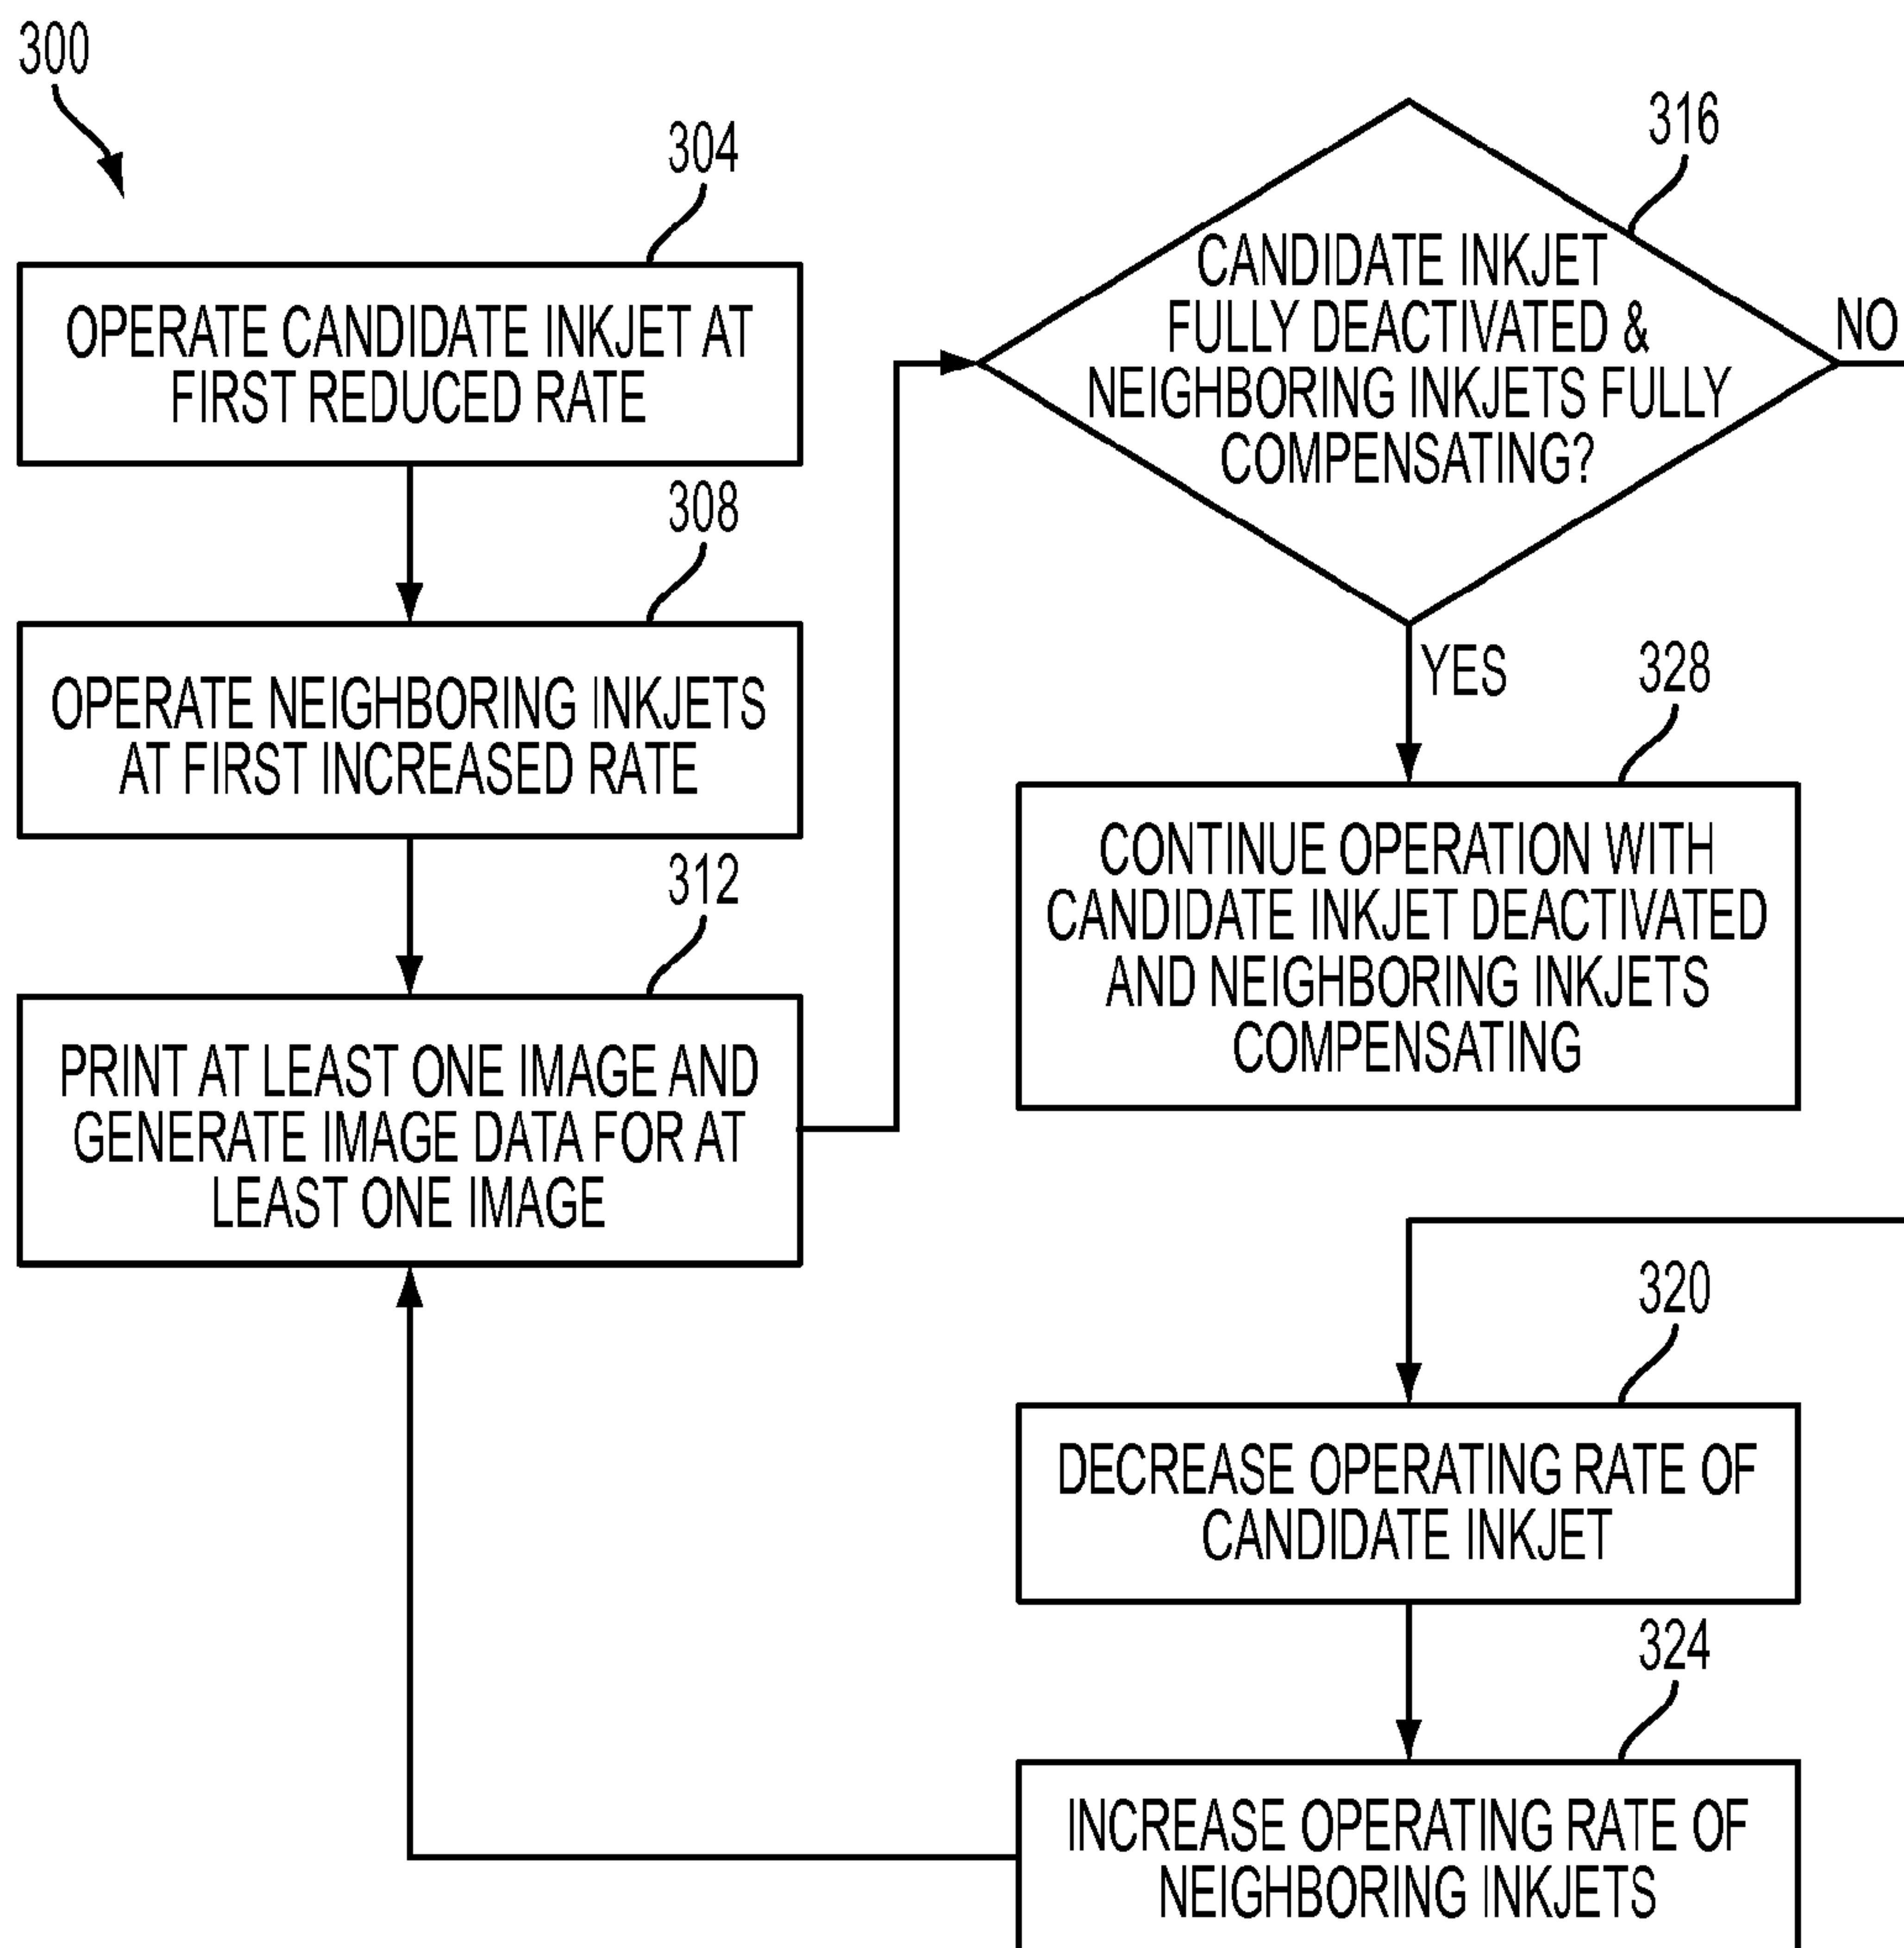 300
304
OPERATE CANDIDATE INKJET AT
FIRST REDUCED RATE
308
OPERATE NEIGHBORING INKJETS
AT FIRST INCREASED RATE
312
PRINT AT LEAST ONE IMAGE AND
GENERATE IMAGE DATA FOR AT
LEAST ONE IMAGE
316
CANDIDATE INKJET
FULLY DEACTIVATED &
NEIGHBORING INKJETS FULLY
COMPENSATING?
NO
YES
328
CONTINUE OPERATION WITH
CANDIDATE INKJET DEACTIVATED
AND NEIGHBORING INKJETS
COMPENSATING
320
DECREASE OPERATING RATE OF
CANDIDATE INKJET
324
INCREASE OPERATING RATE OF
NEIGHBORING INKJETS